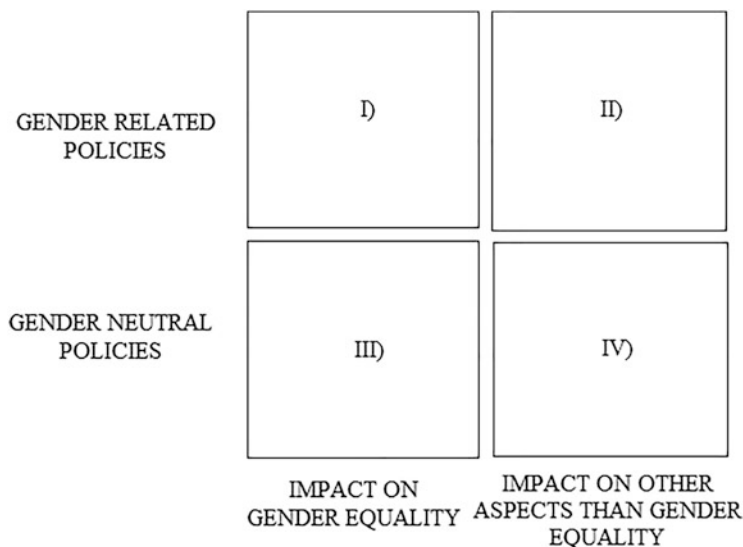 I)
II)
GENDER RELATED
POLICIES
GENDER NEUTRAL
POLICIES
III)
IV)
IMPACT ON
GENDER EQUALITY
IMPACT ON OTHER
ASPECTS THAN GENDER
EQUALITY